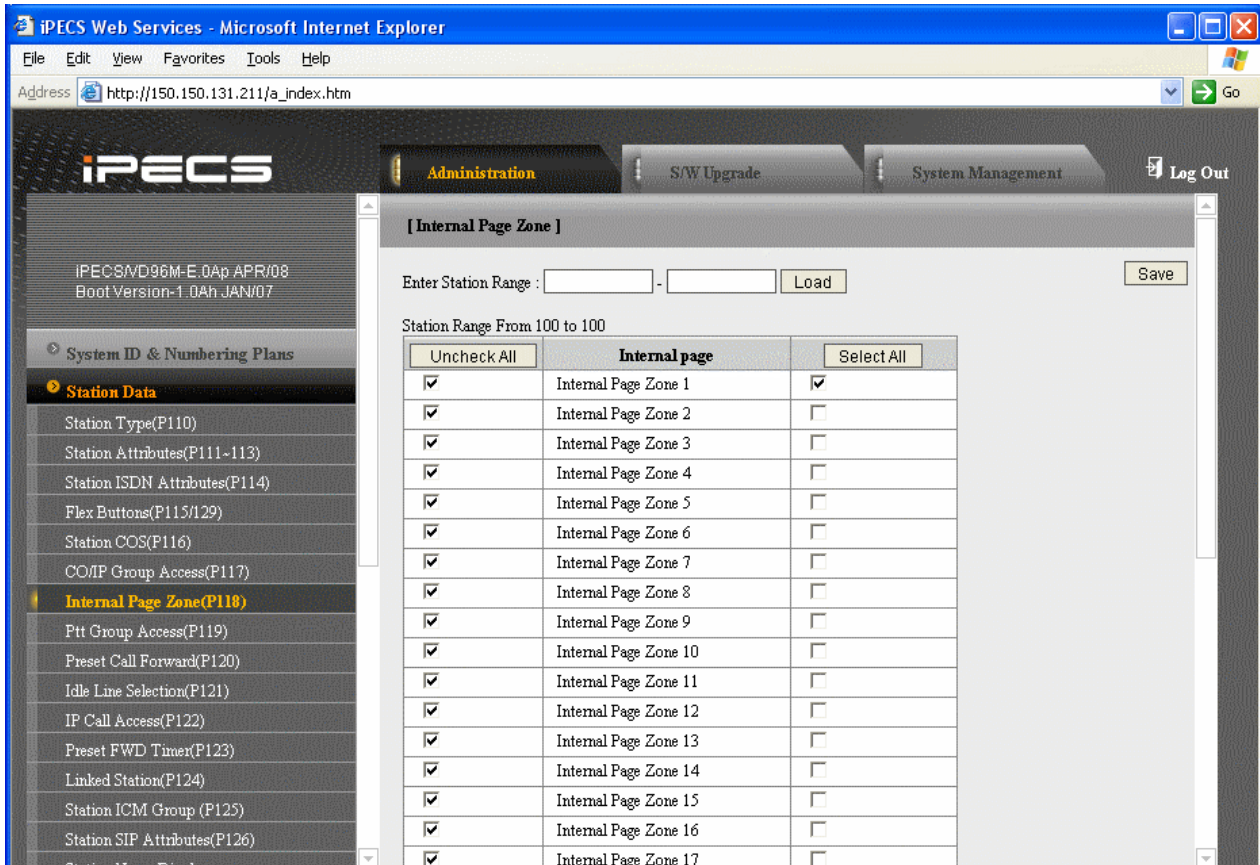 iPECS Web Services - Microsoft Internet Explorer
File Edit View Favorites Tools Help
Address http://150.150.131.211/a_index.htm Go
iPECS
Administration S/W Upgrade System Management Log Out
iPECS/VD96M-E.0Ap APR/08
Boot Version-1.0Ah JAN/07
System ID & Numbering Plans
Station Data
Station Type(P110)
Station Attributes(P111~113)
Station ISDN Attributes(P114)
Flex Buttons(P115/129)
Station COS(P116)
CO/IP Group Access(P117)
Internal Page Zone(P118)
Ptt Group Access(P119)
Preset Call Forward(P120)
Idle Line Selection(P121)
IP Call Access(P122)
Preset FWD Timer(P123)
Linked Station(P124)
Station ICM Group (P125)
Station SIP Attributes(P126)
[ Internal Page Zone ]
Enter Station Range : - Load Save
Station Range From 100 to 100
Uncheck All Internal page Select All
Internal Page Zone 1
Internal Page Zone 2
Internal Page Zone 3
Internal Page Zone 4
Internal Page Zone 5
Internal Page Zone 6
Internal Page Zone 7
Internal Page Zone 8
Internal Page Zone 9
Internal Page Zone 10
Internal Page Zone 11
Internal Page Zone 12
Internal Page Zone 13
Internal Page Zone 14
Internal Page Zone 15
Internal Page Zone 16
Internal Page Zone 17